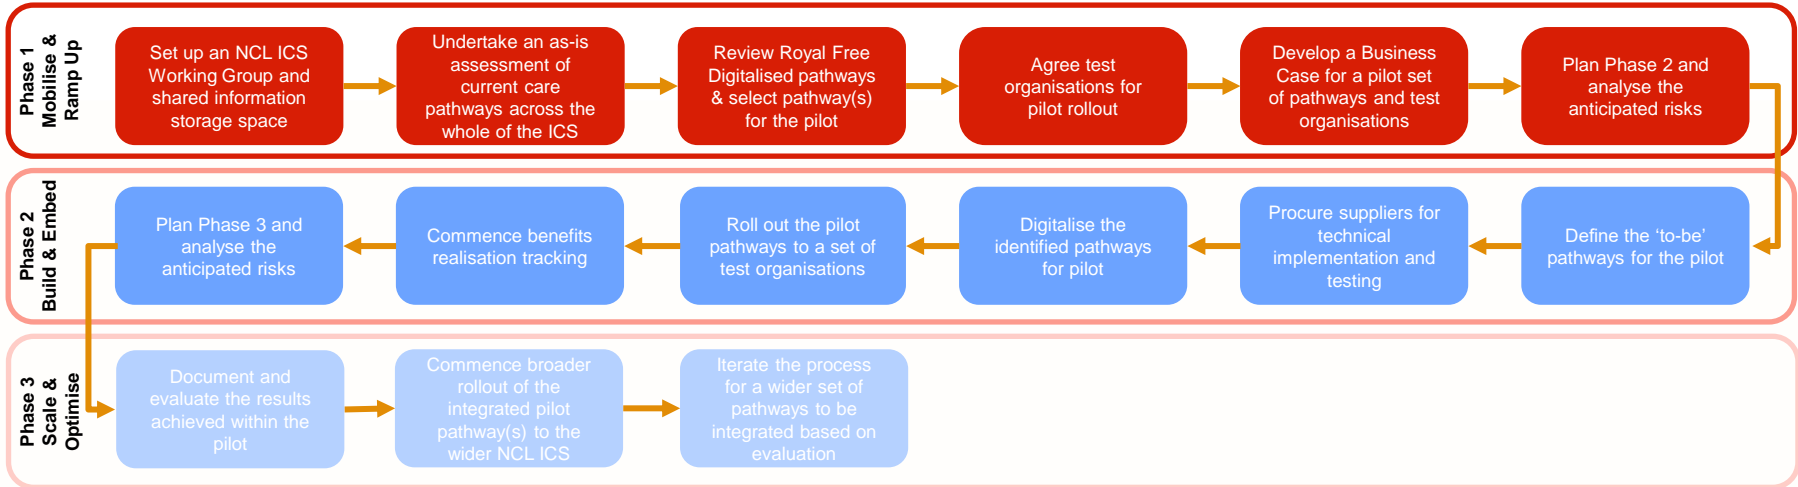 Phase 1
Mobilise &
Ramp Up
Set up an NCL ICS
Working Group and
shared information
storage space
Undertake an as-is
assessment of
current care
pathways across the
whole of the ICS
Review Royal Free
Digitalised pathways
& select pathway(s)
for the pilot
Agree test
organisations for
pilot rollout
Develop a Business
Case for a pilot set
of pathways and test
organisations
Plan Phase 2 and
analyse the
anticipated risks
Phase 2
Build & Embed
Plan Phase 3 and
analyse the
anticipated risks
Commence benefits
realisation tracking
Roll out the pilot
pathways to a set of
test organisations
Digitalise the
identified pathways
for pilot
Procure suppliers for
technical
implementation and
testing
Define the ‘to-be’
pathways for the pilot
Phase 3
Scale &
Optimise
Document and
evaluate the results
achieved within the
pilot
Commence broader
rollout of the
integrated pilot
pathway(s) to the
wider NCL ICS
Iterate the process
for a wider set of
pathways to be
integrated based on
evaluation